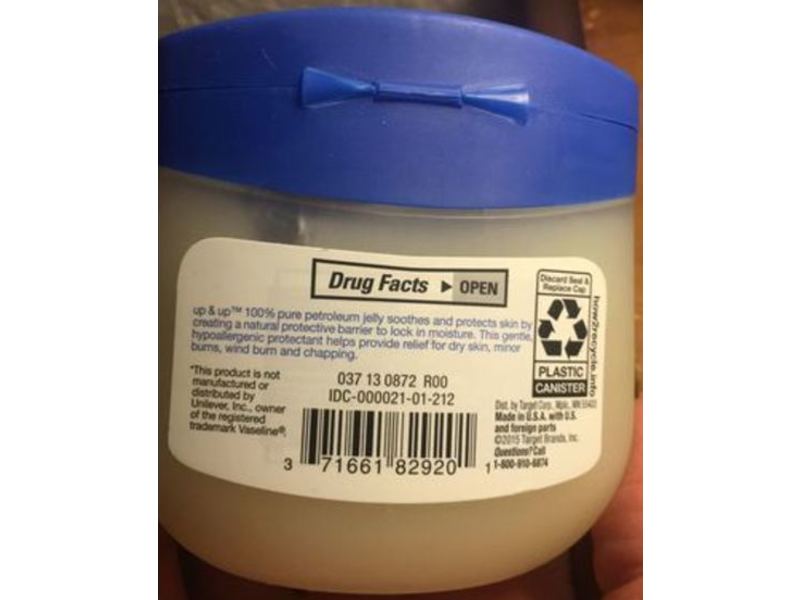 Drug Facts ▶ OPEN
up & up™ 100% pure petroleum jelly soothes and protects skin by
creating a natural protective barrier to lock in moisture. This gentle,
hypoallergenic protectant helps provide relief for dry skin, minor
burns, wind burn and chapping.
*This product is not
manufactured or
distributed by
Unilever, Inc., owner
of the registered
trademark Vaseline®.
037 13 0872 R00
IDC-000021-01-212
3 71661 82920 1
Discard Seal &
Replace Cap
PLASTIC
CANISTER
how2recycle.info
Dist. by Target Corp., Mpls., MN 55403
Made in U.S.A. with U.S.
and foreign parts
©2015 Target Brands, Inc.
Questions? Call
1-800-910-6874